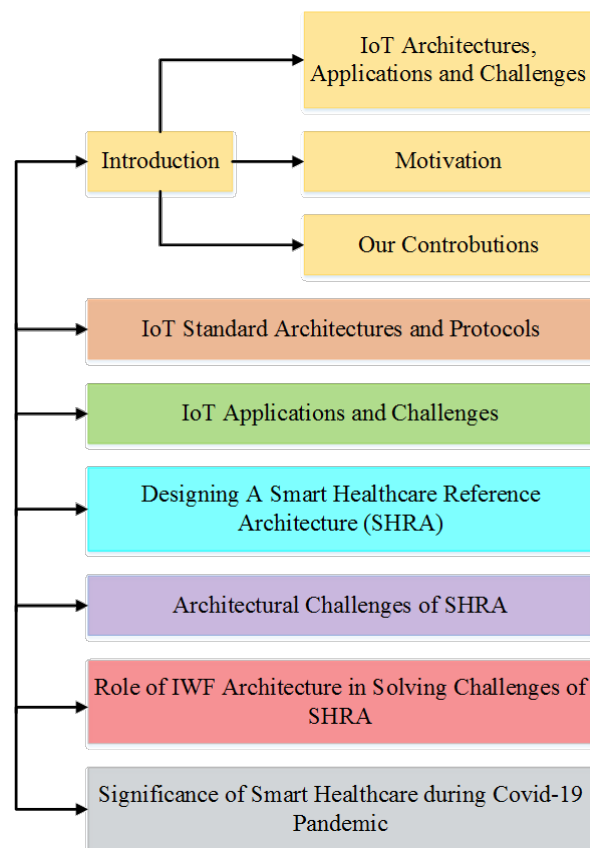 IoT Architectures,
Applications and Challenges
Introduction
Motivation
Our Controbutions
IoT Standard Architectures and Protocols
IoT Applications and Challenges
Designing A Smart Healthcare Reference
Architecture (SHRA)
Architectural Challenges of SHRA
Role of IWF Architecture in Solving Challenges of
SHRA
Significance of Smart Healthcare during Covid-19
Pandemic